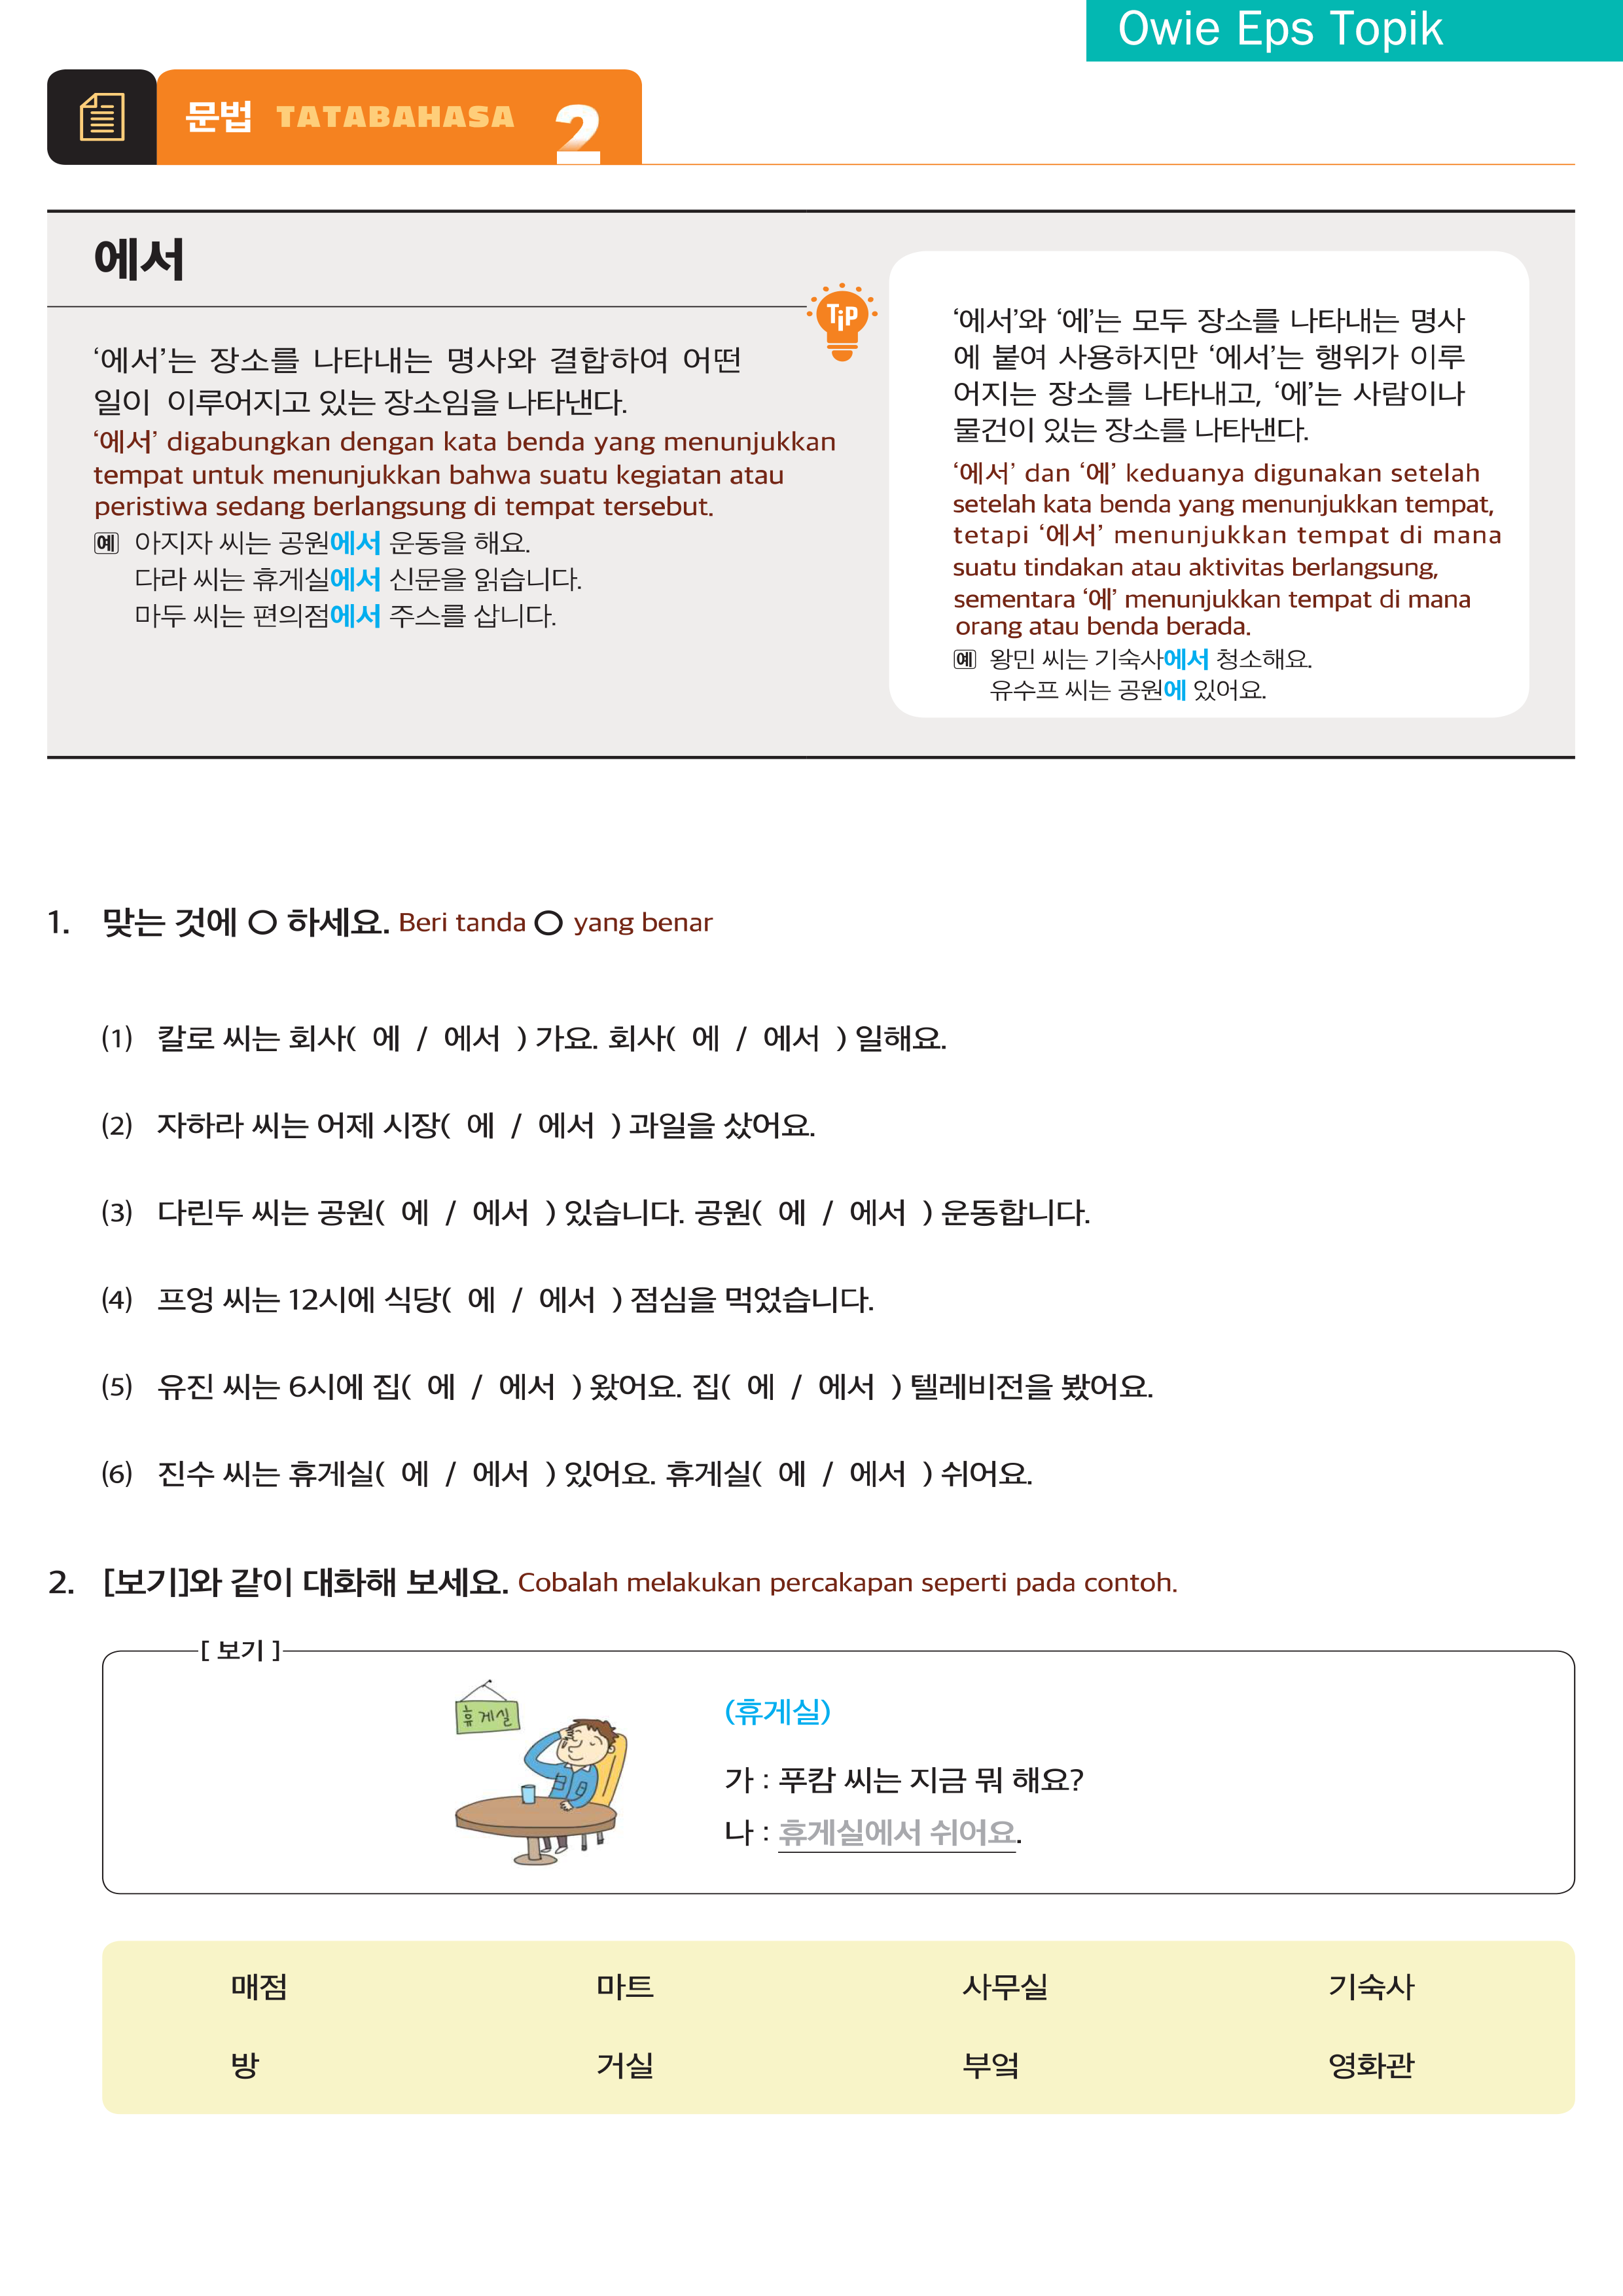 Owie Eps Topik
문법 TATABAHASA 2
에서
‘에서’는 장소를 나타내는 명사와 결합하여 어떤
일이 이루어지고 있는 장소임을 나타낸다.
‘에서’ digabungkan dengan kata benda yang menunjukkan
tempat untuk menunjukkan bahwa suatu kegiatan atau
peristiwa sedang berlangsung di tempat tersebut.
예 아지자 씨는 공원에서 운동을 해요.
다라 씨는 휴게실에서 신문을 읽습니다.
마두 씨는 편의점에서 주스를 삽니다.
Tip
‘에서’와 ‘에’는 모두 장소를 나타내는 명사
에 붙여 사용하지만 ‘에서’는 행위가 이루
어지는 장소를 나타내고, ‘에’는 사람이나
물건이 있는 장소를 나타낸다.
‘에서’ dan ‘에’ keduanya digunakan setelah
setelah kata benda yang menunjukkan tempat,
tetapi ‘에서’ menunjukkan tempat di mana
suatu tindakan atau aktivitas berlangsung,
sementara ‘에’ menunjukkan tempat di mana
orang atau benda berada.
예 왕민 씨는 기숙사에서 청소해요.
유수프 씨는 공원에 있어요.
1. 맞는 것에 ○ 하세요. Beri tanda ○ yang benar
(1) 칼로 씨는 회사( 에 / 에서 ) 가요. 회사( 에 / 에서 ) 일해요.
(2) 자하라 씨는 어제 시장( 에 / 에서 ) 과일을 샀어요.
(3) 다린두 씨는 공원( 에 / 에서 ) 있습니다. 공원( 에 / 에서 ) 운동합니다.
(4) 프엉 씨는 12시에 식당( 에 / 에서 ) 점심을 먹었습니다.
(5) 유진 씨는 6시에 집( 에 / 에서 ) 왔어요. 집( 에 / 에서 ) 텔레비전을 봤어요.
(6) 진수 씨는 휴게실( 에 / 에서 ) 있어요. 휴게실( 에 / 에서 ) 쉬어요.
2. [보기]와 같이 대화해 보세요. Cobalah melakukan percakapan seperti pada contoh.
[ 보기 ]
휴게실
(휴게실)
가 : 푸캄 씨는 지금 뭐 해요?
나 : 휴게실에서 쉬어요.
매점 마트 사무실 기숙사
방 거실 부엌 영화관